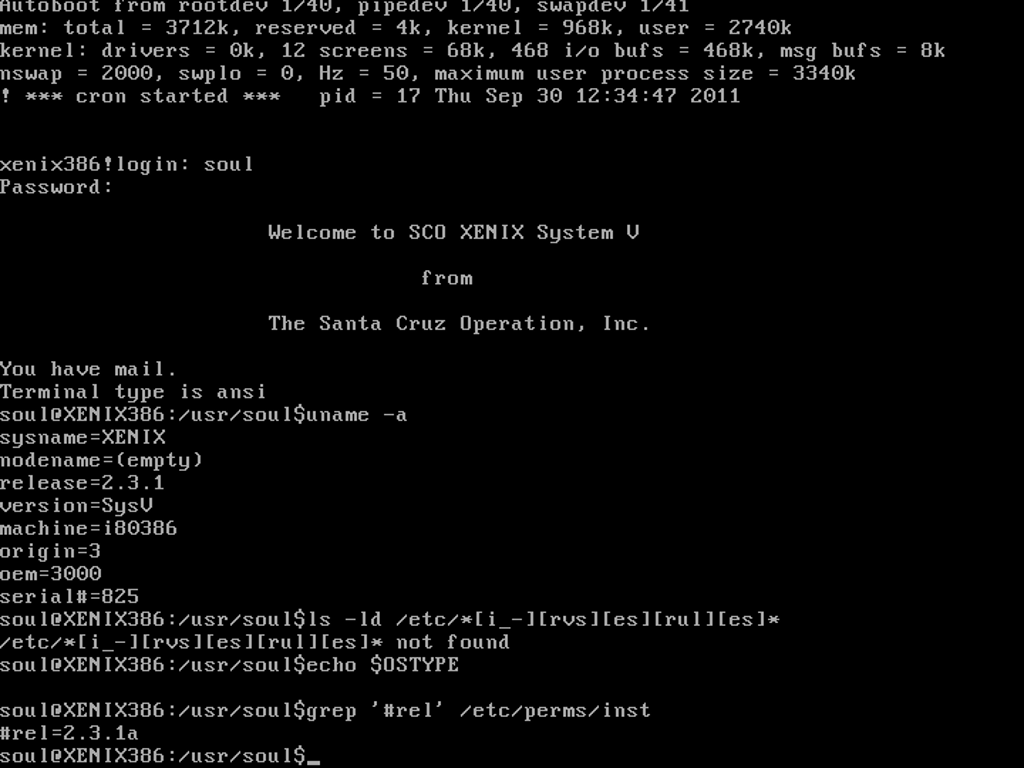 Autoboot from rootdev 1/40, pipedev 1/40, swapdev 1/41
mem: total = 3712k, reserved = 4k, kernel = 968k, user = 2740k
kernel: drivers = 0k, 12 screens = 68k, 468 i/o bufs = 468k, msg bufs = 8k
nswap = 2000, swplo = 0, Hz = 50, maximum user process size = 3340k
! *** cron started ***   pid = 17 Thu Sep 30 12:34:47 2011
xenix386!login: soul
Password:
Welcome to SCO XENIX System V
from
The Santa Cruz Operation, Inc.
You have mail.
Terminal type is ansi
soul@XENIX386:/usr/soul$uname -a
sysname=XENIX
nodename=(empty)
release=2.3.1
version=SysV
machine=i80386
origin=3
oem=3000
serial#=825
soul@XENIX386:/usr/soul$ls -ld /etc/*[i_-][rvs][es][rul][es]*
/etc/*[i_-][rvs][es][rul][es]* not found
soul@XENIX386:/usr/soul$echo $OSTYPE
soul@XENIX386:/usr/soul$grep '#rel' /etc/perms/inst
#rel=2.3.1a
soul@XENIX386:/usr/soul$_